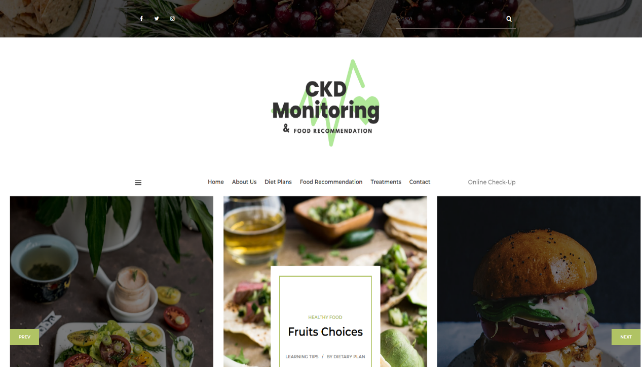 CKD
Monitoring
& FOOD RECOMMENDATION
Home About Us Diet Plans Food Recommendation Treatments Contact Online Check-Up
HEALTHY FOOD
Fruits Choices
LEARNING TIPS / BY DIETARY PLAN
PREV
NEXT